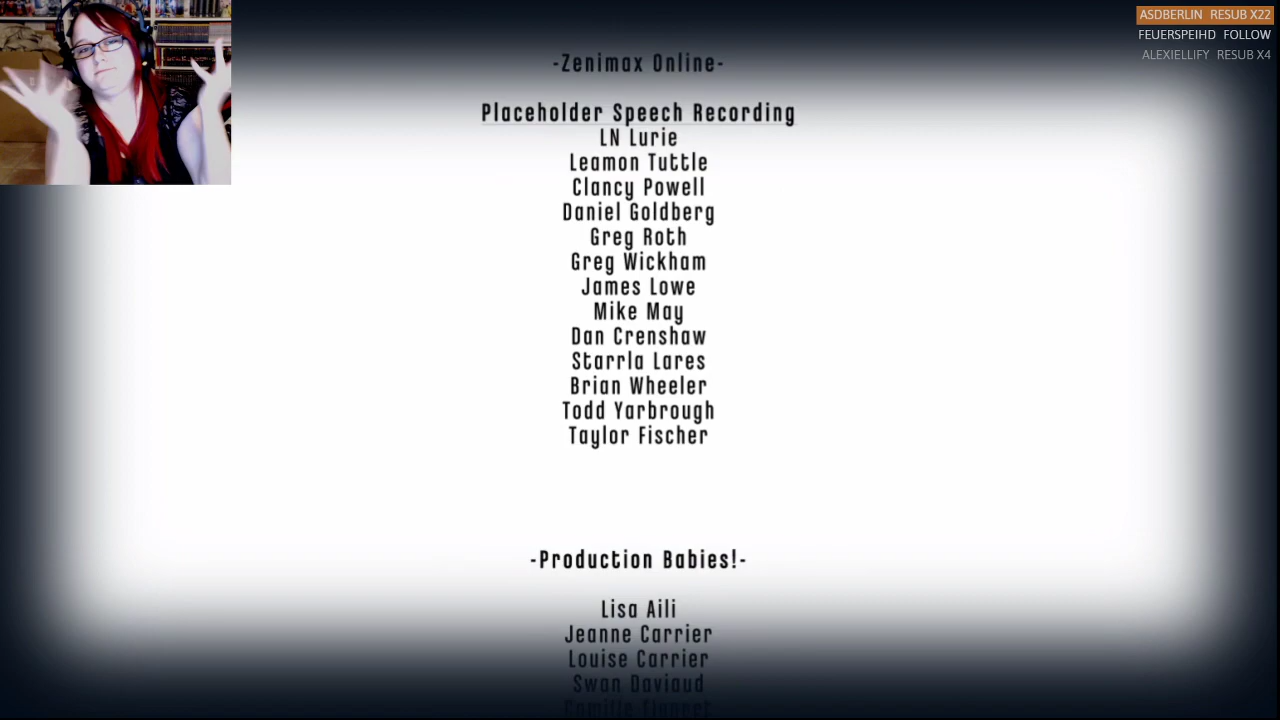 ASDBERLIN RESUB X22
FEUERSPEIHD FOLLOW
ALEXIELLIFY RESUB X4
-Zenimax Online-
Placeholder Speech Recording
LN Lurie
Leamon Tuttle
Clancy Powell
Daniel Goldberg
Greg Roth
Greg Wickham
James Lowe
Mike May
Dan Crenshaw
Starrla Lares
Brian Wheeler
Todd Yarbrough
Taylor Fischer
-Production Babies!-
Lisa Aili
Jeanne Carrier
Louise Carrier
Swan Daviaud